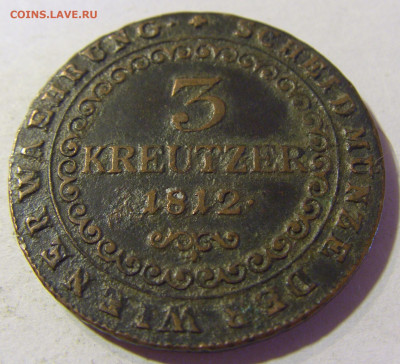 COINS.LAVE.RU
SCHEIDMÜNZE DER WIENER WAEHRUNG
3
KREUTZER
1812